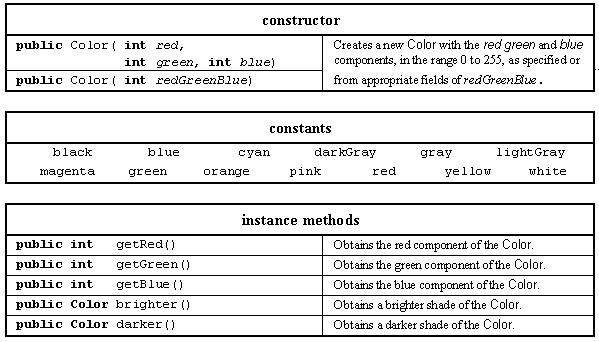 constructor
public Color( int red,
int green, int blue)
public Color( int redGreenBlue)
Creates a new Color with the red green and blue
components, in the range 0 to 255, as specified or
from appropriate fields of redGreenBlue.
constants
black blue cyan darkGray gray lightGray
magenta green orange pink red yellow white
instance methods
public int getRed() Obtains the red component of the Color.
public int getGreen() Obtains the green component of the Color.
public int getBlue() Obtains the blue component of the Color.
public Color brighter() Obtains a brighter shade of the Color.
public Color darker() Obtains a darker shade of the Color.